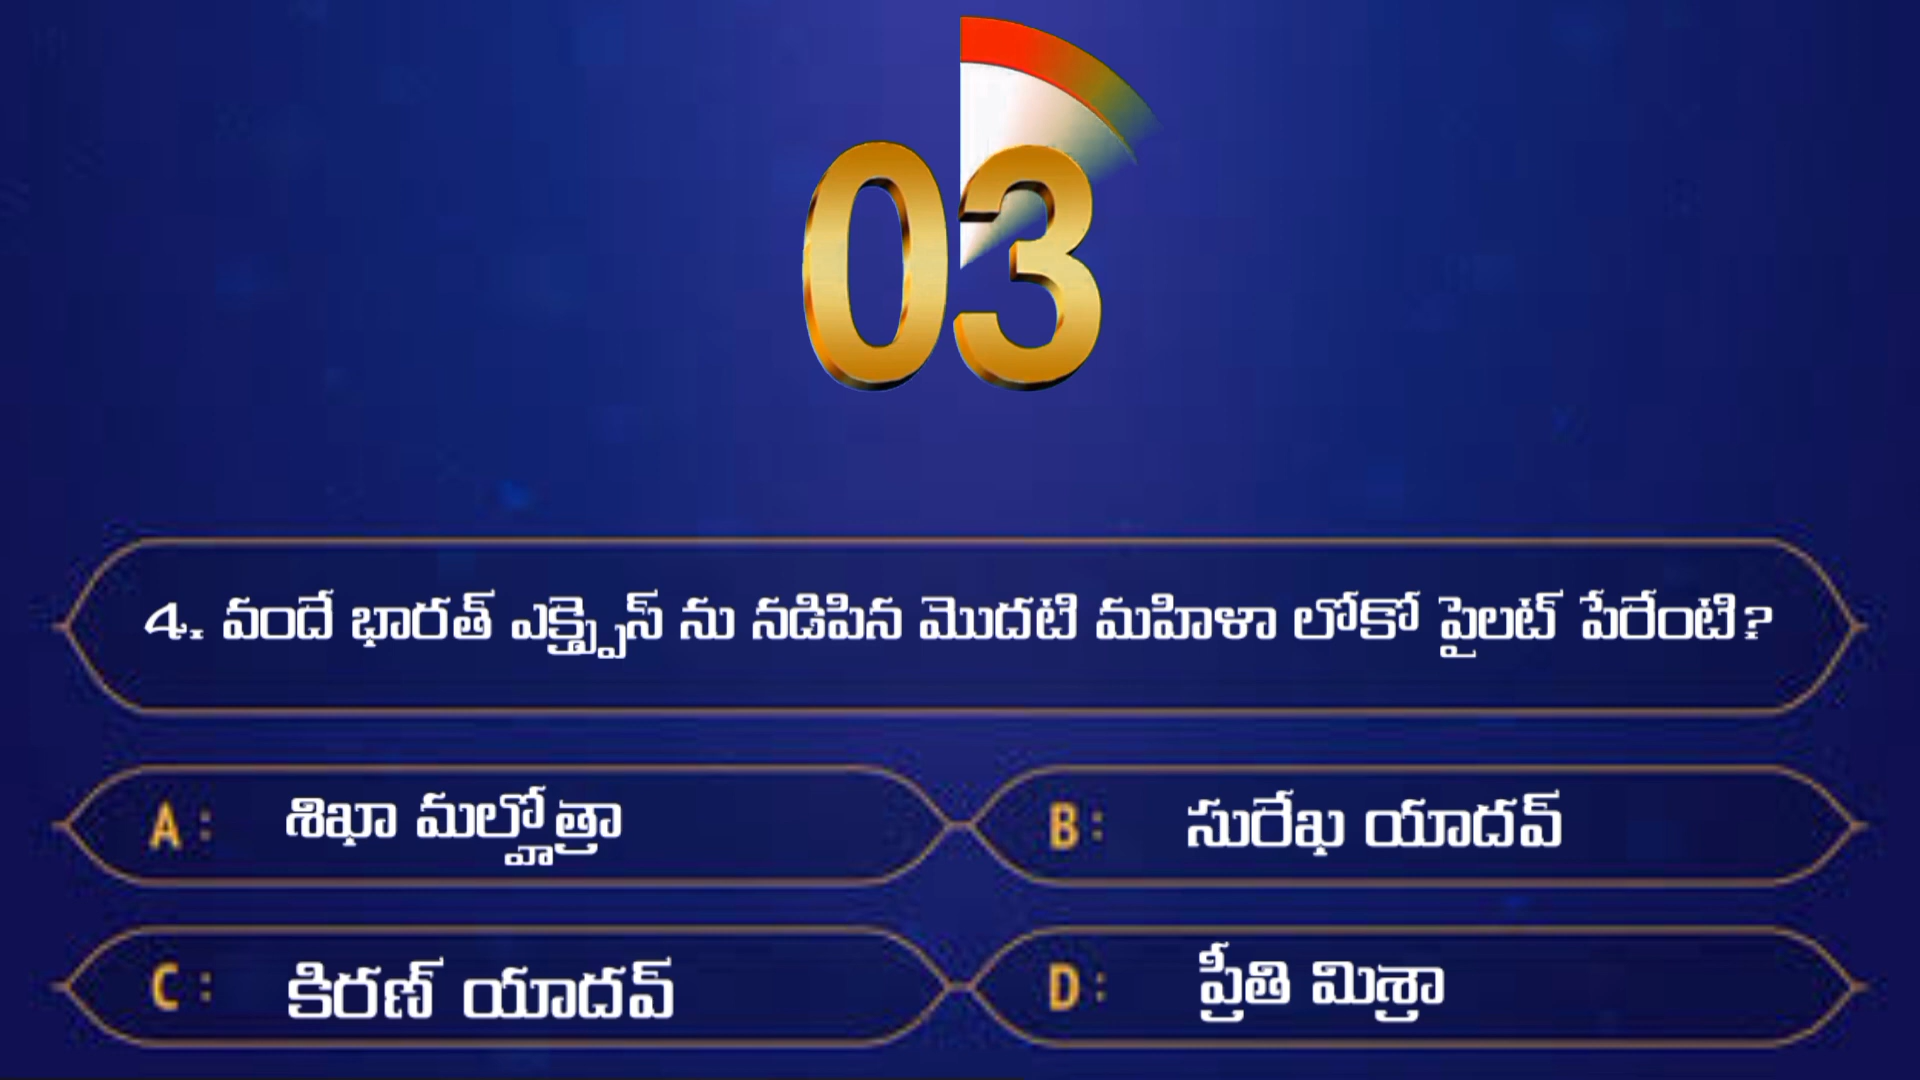 03
4. వందే భారత్ ఎక్స్ప్రెస్ ను నడిపిన మొదటి మహిళా లోకో పైలట్ పేరేంటి?
A : శిఖా మల్హోత్రా
B : సురేఖ యాదవ్
C : కిరణ్ యాదవ్
D : ప్రీతి మిశ్రా